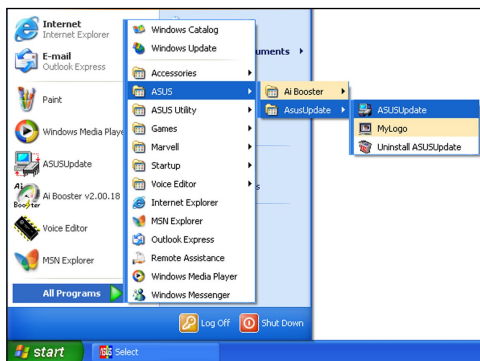 Internet
Internet Explorer
E-mail
Outlook Express
Paint
Windows Media Playe
ASUSUpdate
Ai Booster v2.00.18
Voice Editor
MSN Explorer
All Programs
Windows Catalog
Windows Update
Accessories
ASUS
ASUS Utility
Games
Marvell
Startup
Voice Editor
Internet Explorer
MSN Explorer
Outlook Express
Remote Assistance
Windows Media Player
Windows Messenger
uments
s
Ai Booster
AsusUpdate
ASUSUpdate
MyLogo
Uninstall ASUSUpdate
Log Off
Shut Down
start
Select